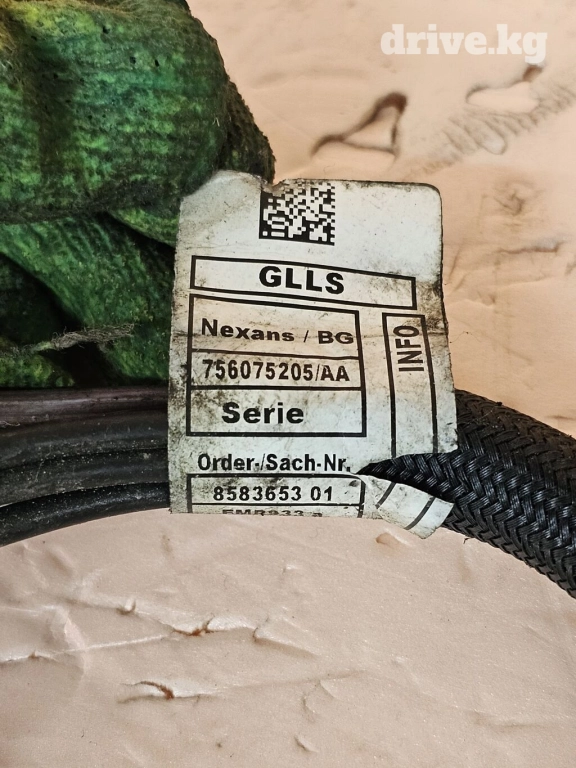 drive.kg
GLLS
Nexans / BG
756075205/AA
Serie
INFO
Order-/Sach-Nr.
8583653 01